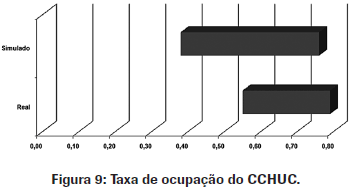 Simulado
Real
0,00 0,10 0,20 0,30 0,40 0,50 0,60 0,70 0,80
Figura 9: Taxa de ocupação do CCHUC.